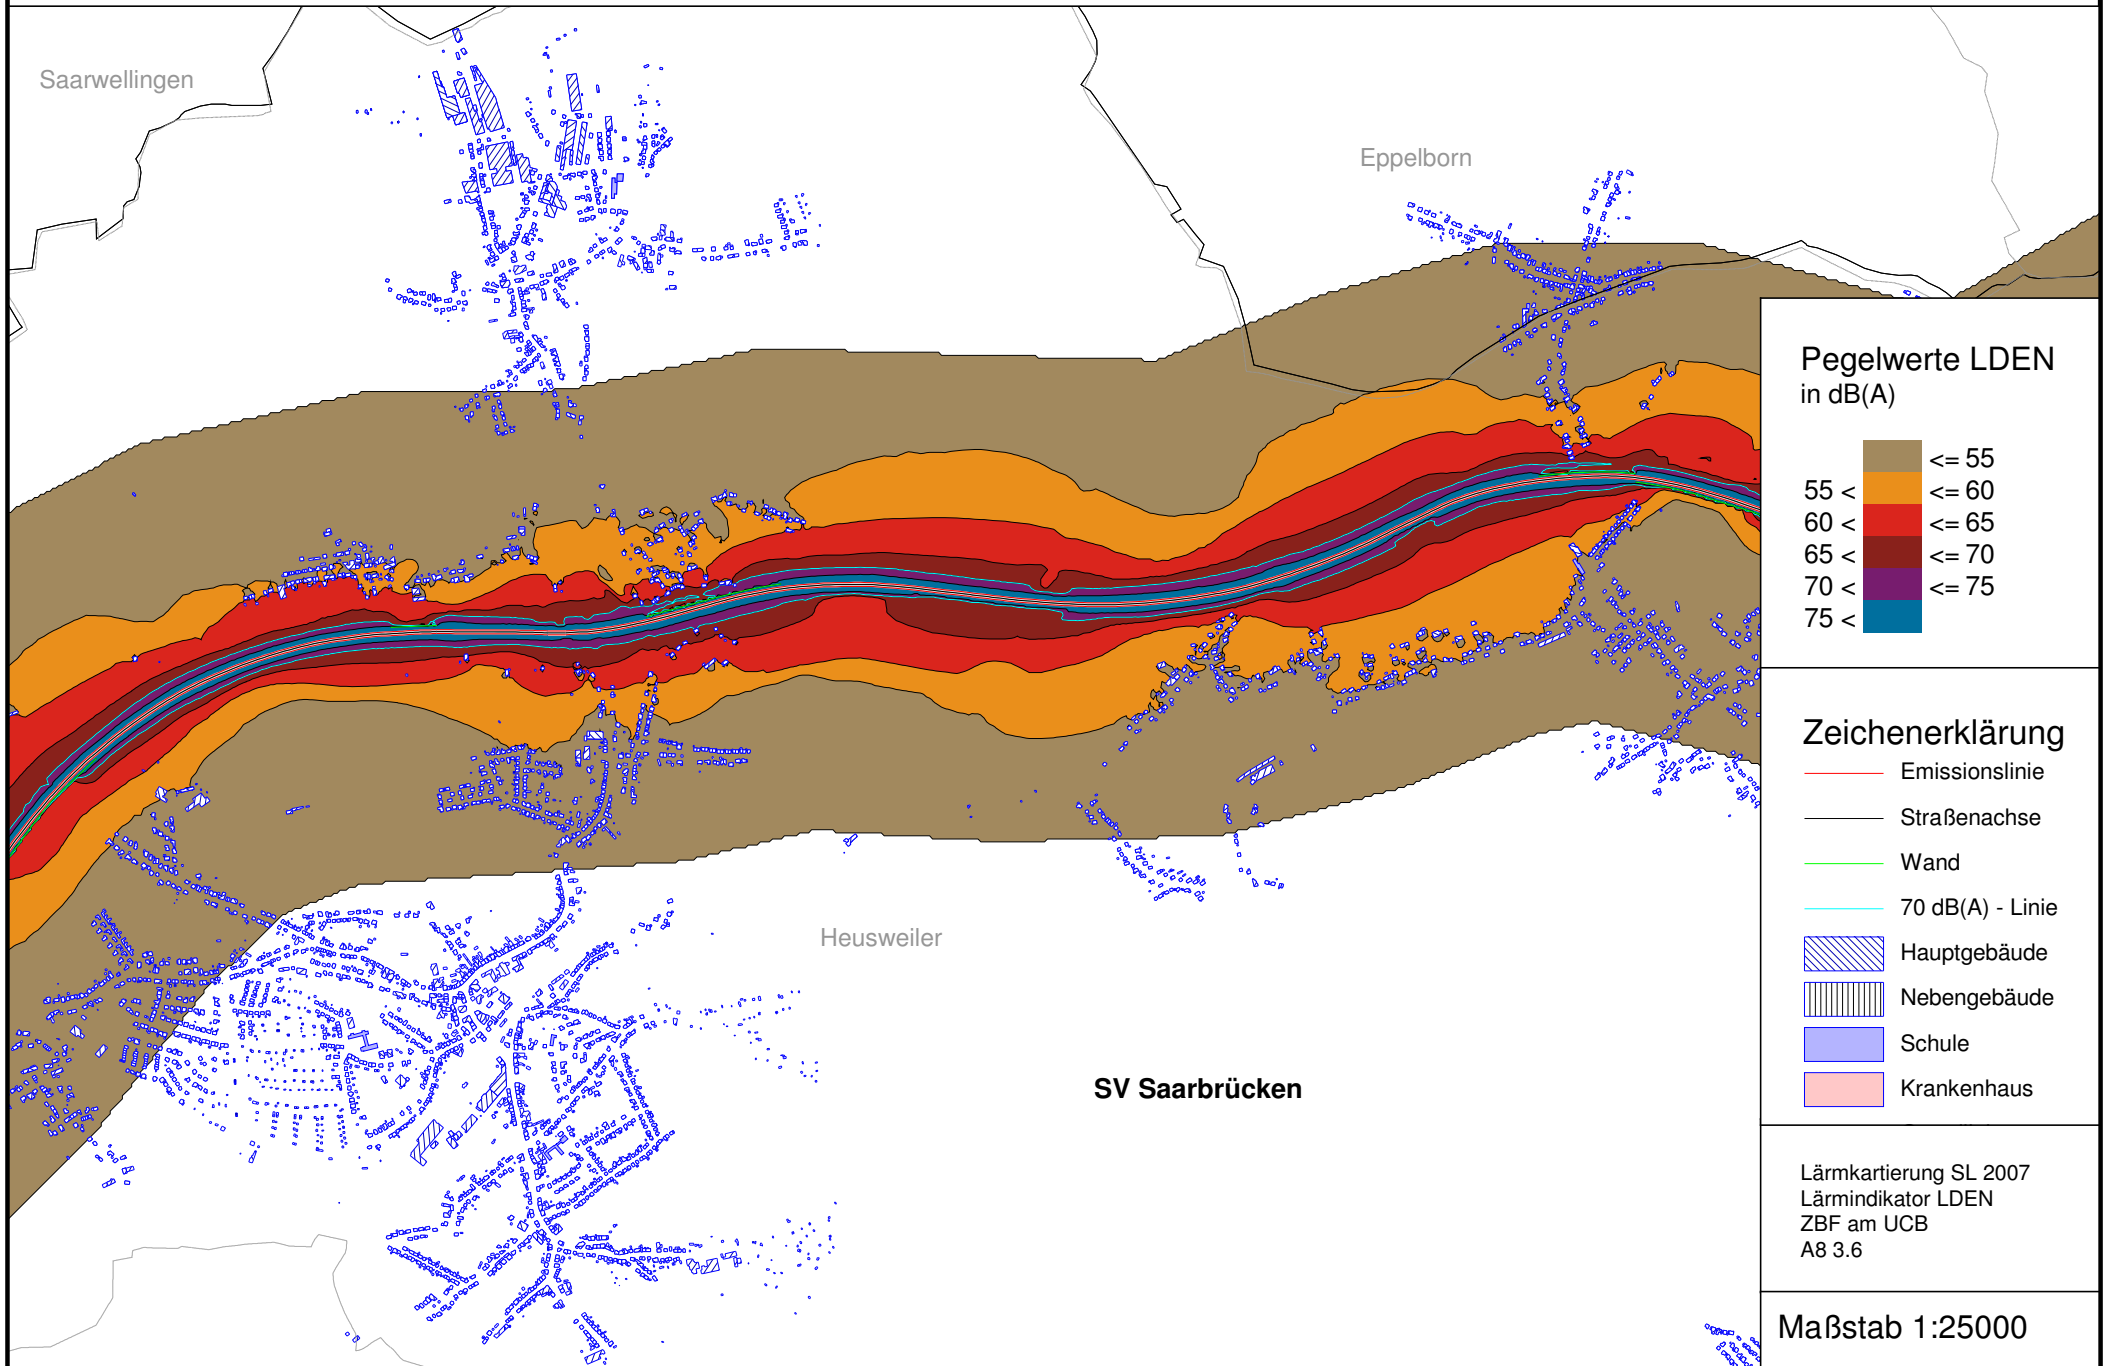 Saarwellingen
Eppelborn
Heusweiler
SV Saarbrücken
Pegelwerte LDEN
in dB(A)
<= 55
55 < <= 60
60 < <= 65
65 < <= 70
70 < <= 75
75 <
Zeichenerklärung
Emissionslinie
Straßenachse
Wand
70 dB(A) - Linie
Hauptgebäude
Nebengebäude
Schule
Krankenhaus
Lärmkartierung SL 2007
Lärmindikator LDEN
ZBF am UCB
A8 3.6
Maßstab 1:25000